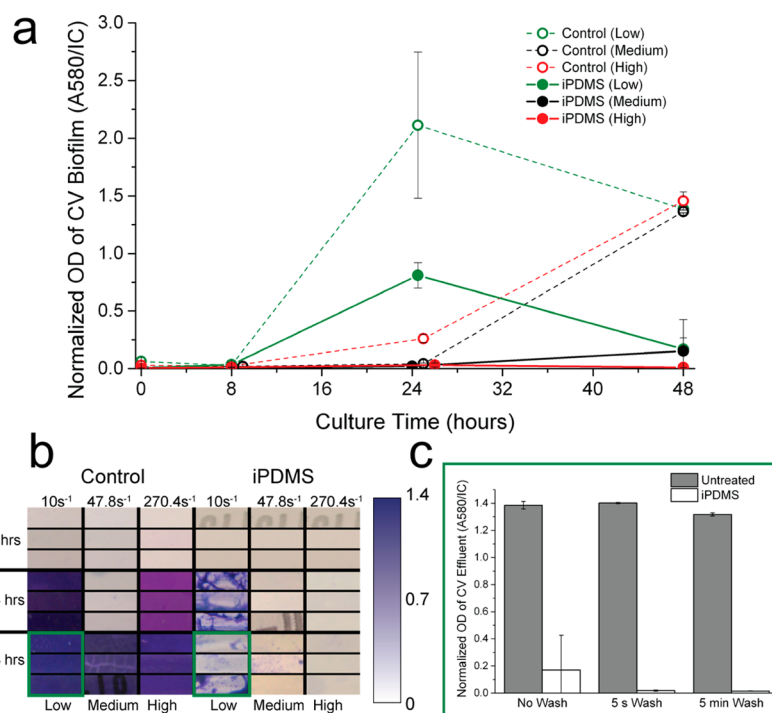 a
Normalized OD of CV Biofilm (A580/IC)
3.0
2.5
2.0
1.5
1.0
0.5
0.0
0 8 16 24 32 40 48
Culture Time (hours)
Control (Low)
Control (Medium)
Control (High)
iPDMS (Low)
iPDMS (Medium)
iPDMS (High)
b
Control iPDMS
10s⁻¹ 47.8s⁻¹ 270.4s⁻¹ 10s⁻¹ 47.8s⁻¹ 270.4s⁻¹
hrs
hrs
hrs
Low Medium High Low Medium High
1.4
0.7
0
c
Untreated
iPDMS
Normalized OD of CV Effluent (A580/IC)
1.4
1.2
1.0
0.8
0.6
0.4
0.2
0.0
No Wash 5 s Wash 5 min Wash